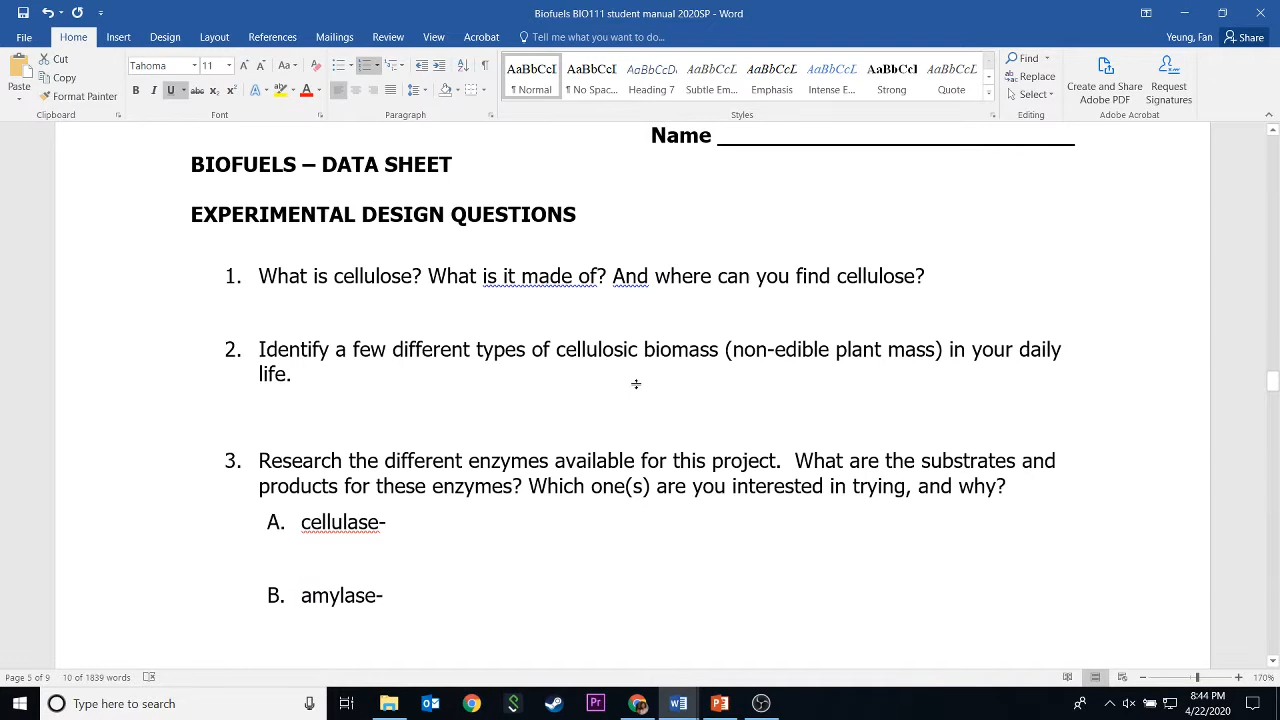 Biofuels BIO111 student manual 2020SP - Word
Yeung, Fan
File Home Insert Design Layout References Mailings Review View Acrobat Tell me what you want to do... Share
Paste
Cut
Copy
Format Painter
Clipboard
Tahoma 11
Font
Paragraph
AaBbCcI AaBbCcI AaBbCcD AaBbCcL AaBbCcL AaBbCcL AaBbCcI AaBbCcL
¶ Normal ¶ No Spac... Heading 7 Subtle Em... Emphasis Intense E... Strong Quote
Styles
Find
Replace
Select
Editing
Create and Share Adobe PDF
Request Signatures
Adobe Acrobat
Name
BIOFUELS – DATA SHEET
EXPERIMENTAL DESIGN QUESTIONS
1. What is cellulose? What is it made of? And where can you find cellulose?
2. Identify a few different types of cellulosic biomass (non-edible plant mass) in your daily
life.
3. Research the different enzymes available for this project. What are the substrates and
products for these enzymes? Which one(s) are you interested in trying, and why?
A. cellulase-
B. amylase-
Page 5 of 9 10 of 1839 words 170%
Type here to search
8:44 PM
4/22/2020